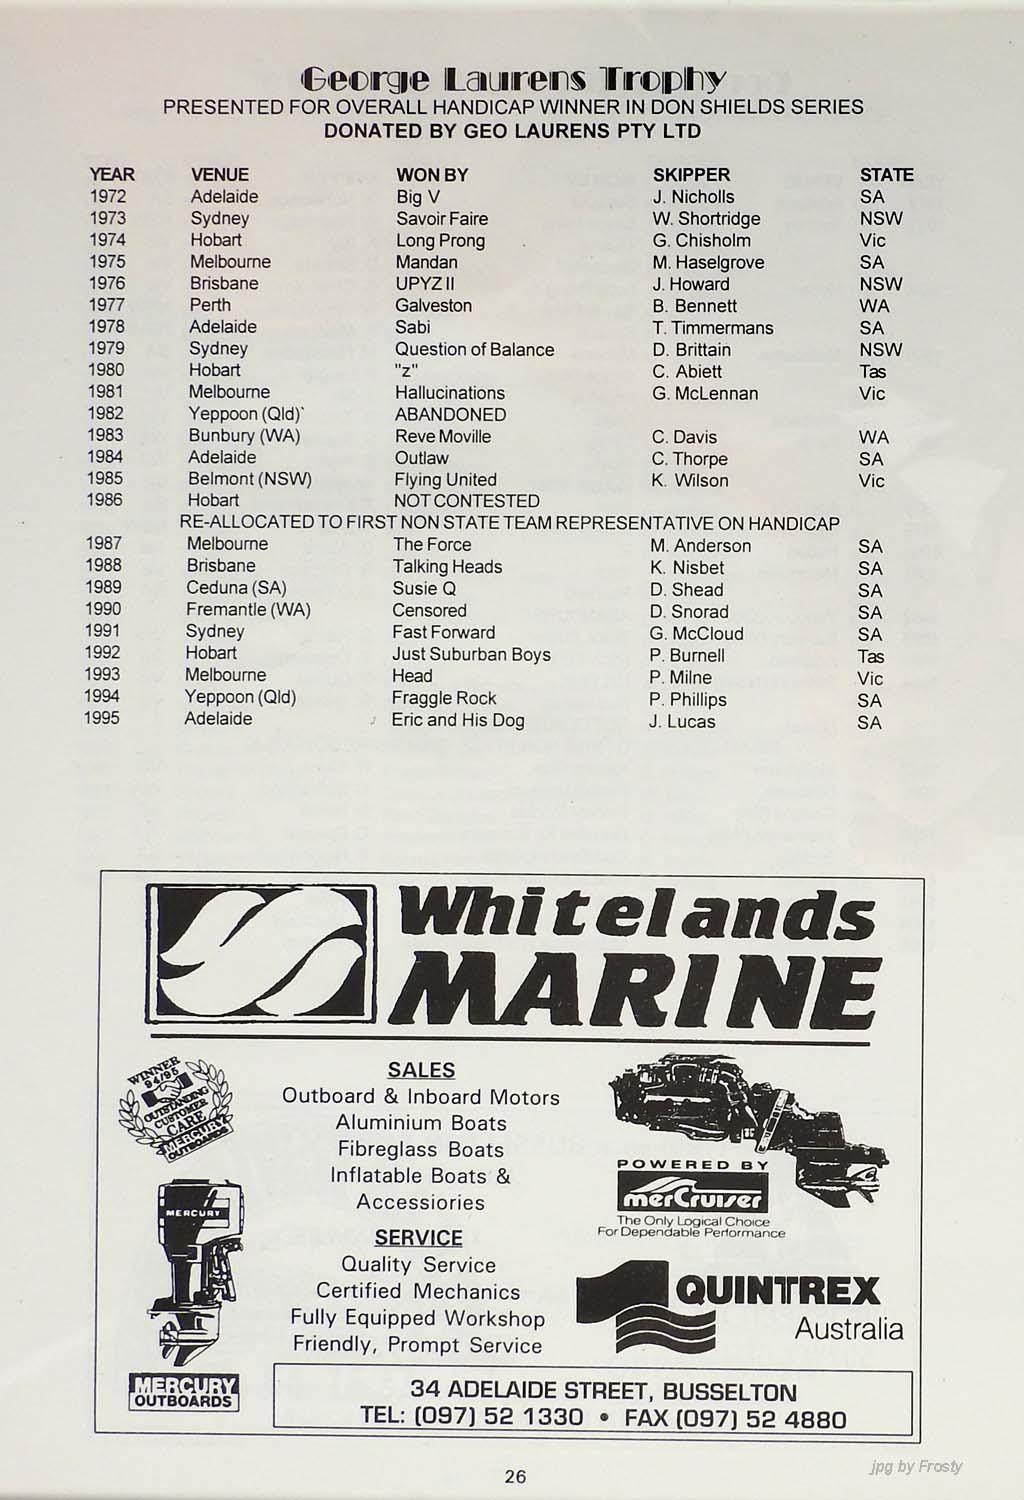 George Laurens Trophy
PRESENTED FOR OVERALL HANDICAP WINNER IN DON SHIELDS SERIES
DONATED BY GEO LAURENS PTY LTD
YEAR VENUE WON BY SKIPPER STATE
1972 Adelaide Big V J. Nicholls SA
1973 Sydney Savoir Faire W. Shortridge NSW
1974 Hobart Long Prong G. Chisholm Vic
1975 Melbourne Mandan M. Haselgrove SA
1976 Brisbane UPYZ II J. Howard NSW
1977 Perth Galveston B. Bennett WA
1978 Adelaide Sabi T. Timmermans SA
1979 Sydney Question of Balance D. Brittain NSW
1980 Hobart "z" C. Abiett Tas
1981 Melbourne Hallucinations G. McLennan Vic
1982 Yeppoon (Qld) ABANDONED
1983 Bunbury (WA) Reve Moville C. Davis WA
1984 Adelaide Outlaw C. Thorpe SA
1985 Belmont (NSW) Flying United K. Wilson Vic
1986 Hobart NOT CONTESTED
RE-ALLOCATED TO FIRST NON STATE TEAM REPRESENTATIVE ON HANDICAP
1987 Melbourne The Force M. Anderson SA
1988 Brisbane Talking Heads K. Nisbet SA
1989 Ceduna (SA) Susie Q D. Shead SA
1990 Fremantle (WA) Censored D. Snorad SA
1991 Sydney Fast Forward G. McCloud SA
1992 Hobart Just Suburban Boys P. Burnell Tas
1993 Melbourne Head P. Milne Vic
1994 Yeppoon (Qld) Fraggle Rock P. Phillips SA
1995 Adelaide Eric and His Dog J. Lucas SA
Whitelands
MARINE
WINNER
94/95
OUTSTANDING
CUSTOMER
CARE
MERCURY
OUTBOARDS
MERCURY
MERCURY
OUTBOARDS
SALES
Outboard & Inboard Motors
Aluminium Boats
Fibreglass Boats
Inflatable Boats &
Accessiories
SERVICE
Quality Service
Certified Mechanics
Fully Equipped Workshop
Friendly, Prompt Service
POWERED BY
merCruiser
The Only Logical Choice
For Dependable Performance
QUINTREX
Australia
34 ADELAIDE STREET, BUSSELTON
TEL: (097) 52 1330 • FAX (097) 52 4880
26
jpg by Frosty